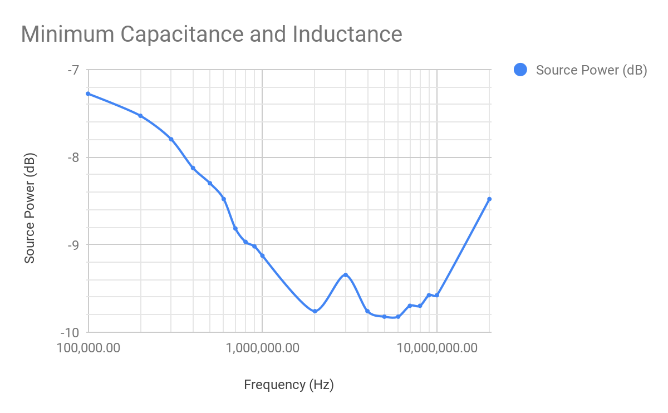 Minimum Capacitance and Inductance
Source Power (dB)
-7
-8
-9
-10
Source Power (dB)
100,000.00 1,000,000.00 10,000,000.00
Frequency (Hz)